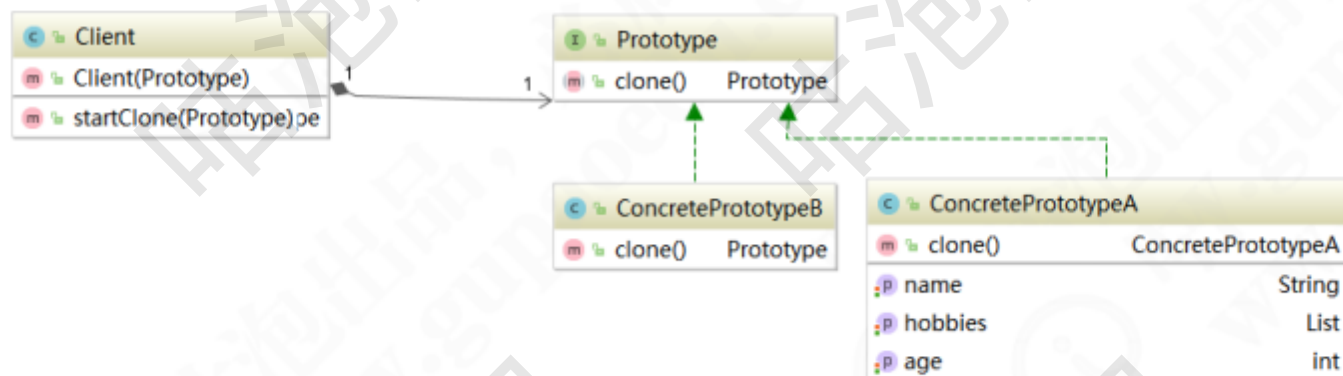 Client
Client(Prototype)
startClone(Prototype)pe
1
1
Prototype
clone() Prototype
ConcretePrototypeB
clone() Prototype
ConcretePrototypeA
clone() ConcretePrototypeA
name String
hobbies List
age int